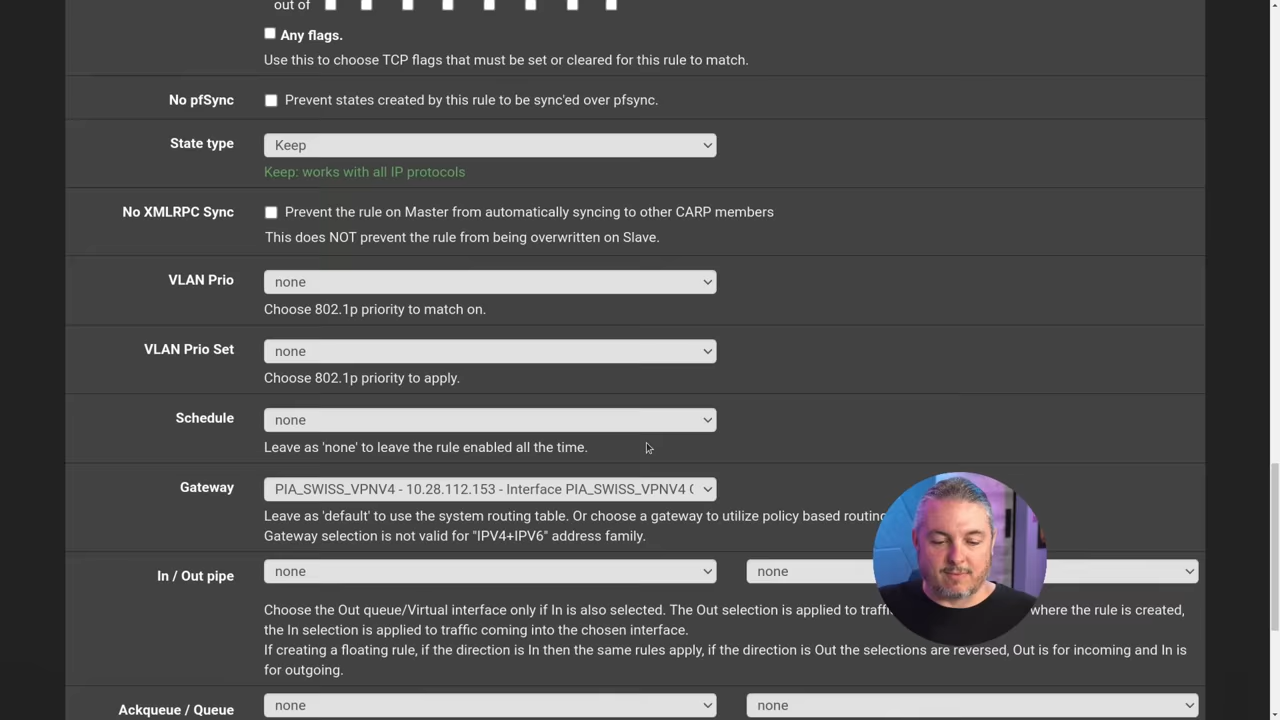 out of
Any flags.
Use this to choose TCP flags that must be set or cleared for this rule to match.
No pfSync
Prevent states created by this rule to be sync'ed over pfsync.
State type
Keep
Keep: works with all IP protocols
No XMLRPC Sync
Prevent the rule on Master from automatically syncing to other CARP members
This does NOT prevent the rule from being overwritten on Slave.
VLAN Prio
none
Choose 802.1p priority to match on.
VLAN Prio Set
none
Choose 802.1p priority to apply.
Schedule
none
Leave as 'none' to leave the rule enabled all the time.
Gateway
PIA_SWISS_VPNV4 - 10.28.112.153 - Interface PIA_SWISS_VPNV4
Leave as 'default' to use the system routing table. Or choose a gateway to utilize policy based routing
Gateway selection is not valid for "IPV4+IPV6" address family.
In / Out pipe
none none
Choose the Out queue/Virtual interface only if In is also selected. The Out selection is applied to where the rule is created,
the In selection is applied to traffic coming into the chosen interface.
If creating a floating rule, if the direction is In then the same rules apply, if the direction is Out the selections are reversed, Out is for incoming and In is
for outgoing.
Ackqueue / Queue
none none